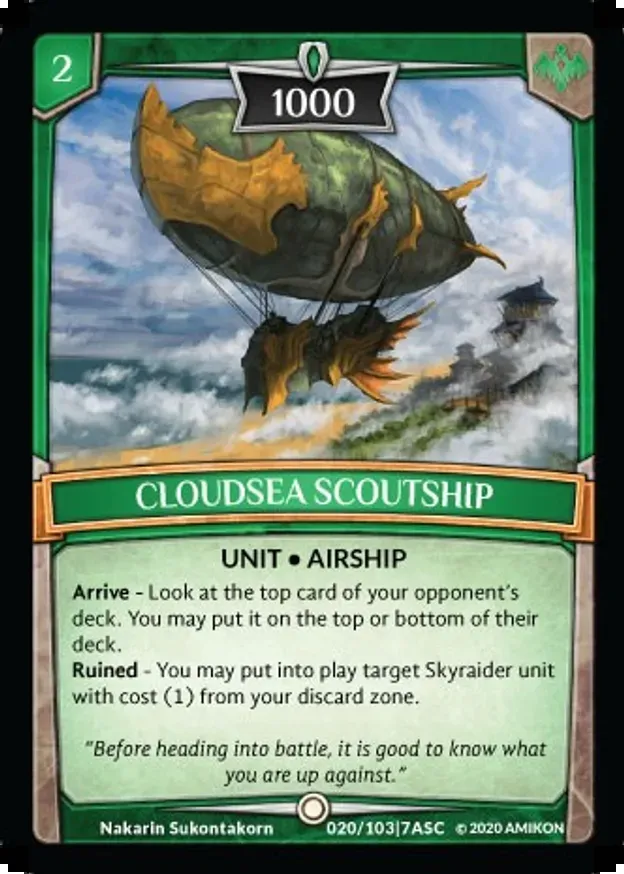 2
1000
CLOUDSEA SCOUTSHIP
UNIT • AIRSHIP
Arrive - Look at the top card of your opponent's
deck. You may put it on the top or bottom of their
deck.
Ruined - You may put into play target Skyraider unit
with cost (1) from your discard zone.
"Before heading into battle, it is good to know what
you are up against."
Nakarin Sukontakorn 020/103|7ASC © 2020 AMIKON